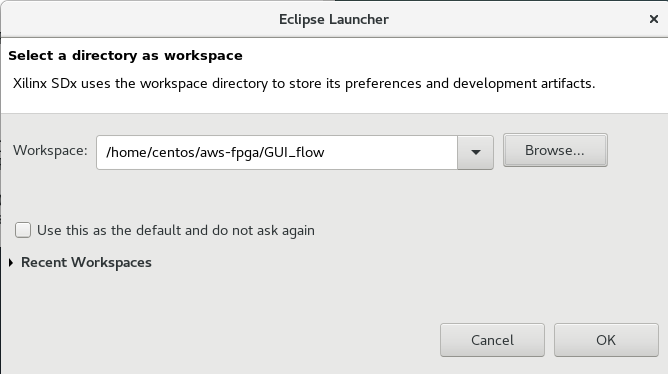 Eclipse Launcher
Select a directory as workspace
Xilinx SDx uses the workspace directory to store its preferences and development artifacts.
Workspace: /home/centos/aws-fpga/GUI_flow Browse...
Use this as the default and do not ask again
Recent Workspaces
Cancel OK